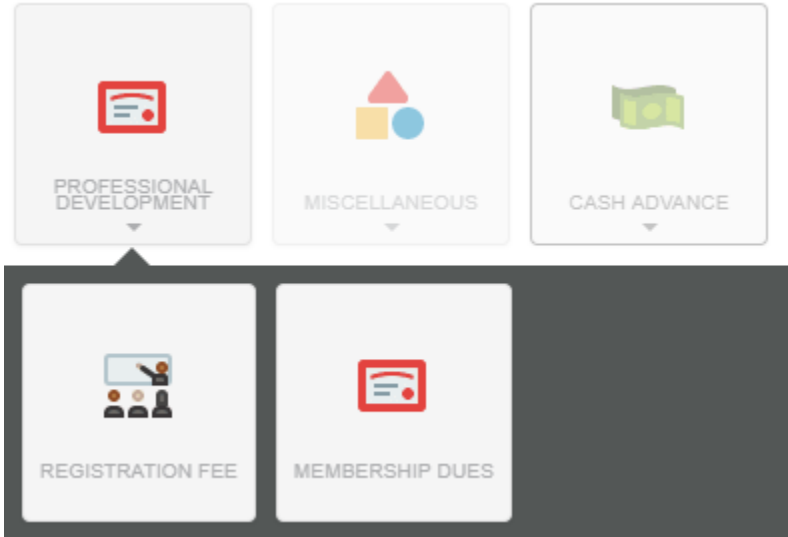 PROFESSIONAL
DEVELOPMENT
MISCELLANEOUS
CASH ADVANCE
REGISTRATION FEE
MEMBERSHIP DUES